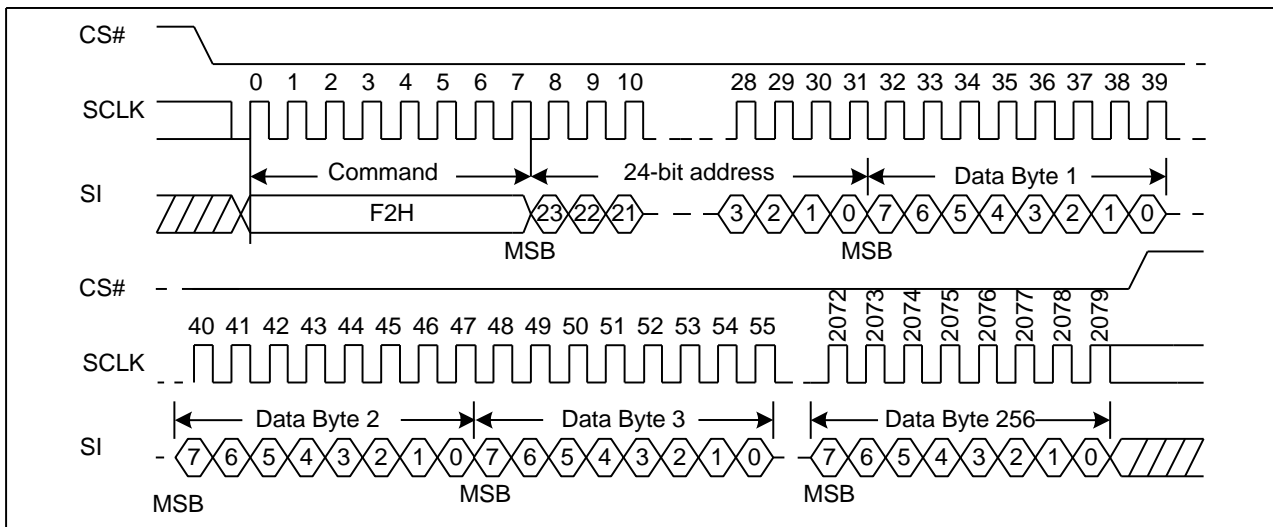 CS#
0 1 2 3 4 5 6 7 8 9 10 28 29 30 31 32 33 34 35 36 37 38 39
SCLK
Command 24-bit address Data Byte 1
SI
F2H 23 22 21 3 2 1 0 7 6 5 4 3 2 1 0
MSB MSB
CS#
40 41 42 43 44 45 46 47 48 49 50 51 52 53 54 55 2072 2073 2074 2075 2076 2077 2078 2079
SCLK
Data Byte 2 Data Byte 3 Data Byte 256
SI
7 6 5 4 3 2 1 0 7 6 5 4 3 2 1 0 7 6 5 4 3 2 1 0
MSB MSB MSB